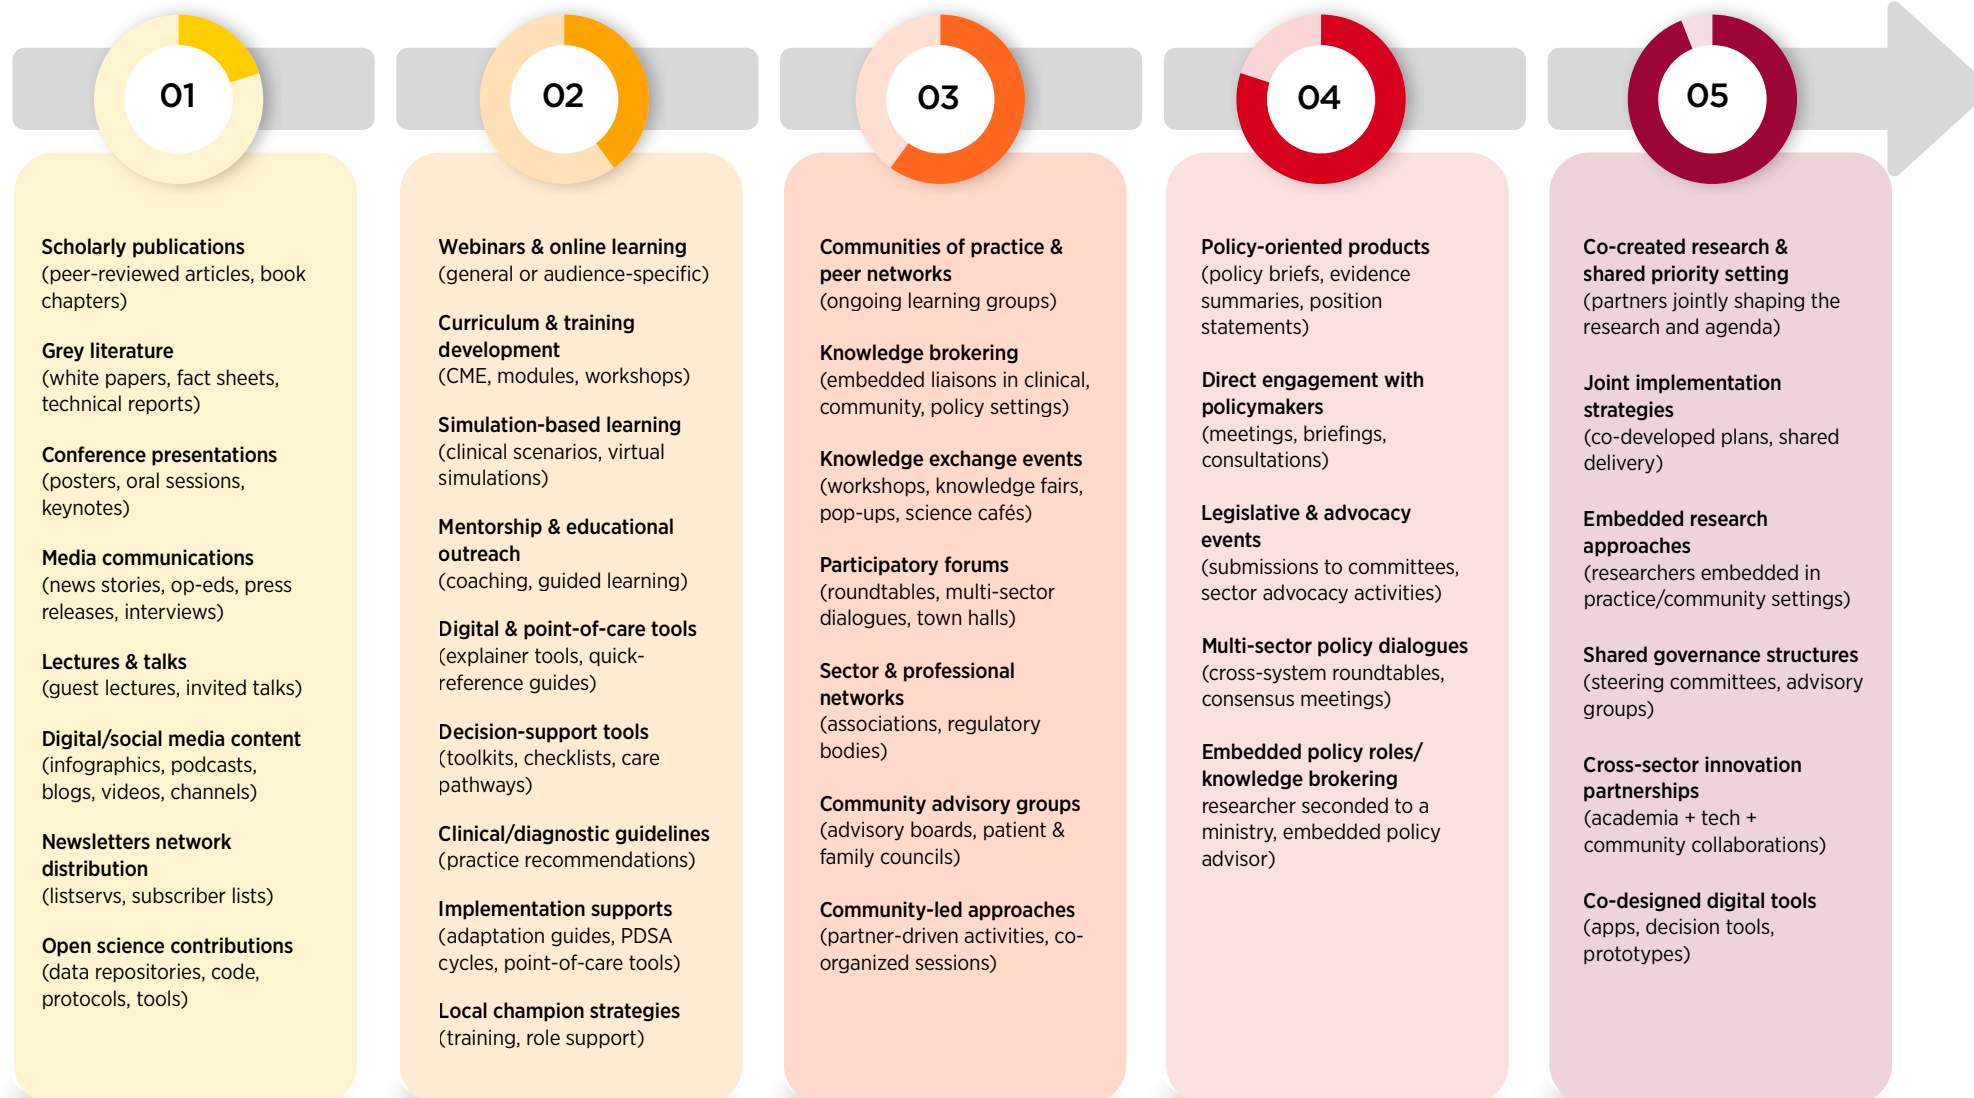 01
Scholarly publications
(peer-reviewed articles, book
chapters)
Grey literature
(white papers, fact sheets,
technical reports)
Conference presentations
(posters, oral sessions,
keynotes)
Media communications
(news stories, op-eds, press
releases, interviews)
Lectures & talks
(guest lectures, invited talks)
Digital/social media content
(infographics, podcasts,
blogs, videos, channels)
Newsletters network
distribution
(listservs, subscriber lists)
Open science contributions
(data repositories, code,
protocols, tools)
02
Webinars & online learning
(general or audience-specific)
Curriculum & training
development
(CME, modules, workshops)
Simulation-based learning
(clinical scenarios, virtual
simulations)
Mentorship & educational
outreach
(coaching, guided learning)
Digital & point-of-care tools
(explainer tools, quick-
reference guides)
Decision-support tools
(toolkits, checklists, care
pathways)
Clinical/diagnostic guidelines
(practice recommendations)
Implementation supports
(adaptation guides, PDSA
cycles, point-of-care tools)
Local champion strategies
(training, role support)
03
Communities of practice &
peer networks
(ongoing learning groups)
Knowledge brokering
(embedded liaisons in clinical,
community, policy settings)
Knowledge exchange events
(workshops, knowledge fairs,
pop-ups, science cafés)
Participatory forums
(roundtables, multi-sector
dialogues, town halls)
Sector & professional
networks
(associations, regulatory
bodies)
Community advisory groups
(advisory boards, patient &
family councils)
Community-led approaches
(partner-driven activities, co-
organized sessions)
04
Policy-oriented products
(policy briefs, evidence
summaries, position
statements)
Direct engagement with
policymakers
(meetings, briefings,
consultations)
Legislative & advocacy
events
(submissions to committees,
sector advocacy activities)
Multi-sector policy dialogues
(cross-system roundtables,
consensus meetings)
Embedded policy roles/
knowledge brokering
researcher seconded to a
ministry, embedded policy
advisor)
05
Co-created research &
shared priority setting
(partners jointly shaping the
research and agenda)
Joint implementation
strategies
(co-developed plans, shared
delivery)
Embedded research
approaches
(researchers embedded in
practice/community settings)
Shared governance structures
(steering committees, advisory
groups)
Cross-sector innovation
partnerships
(academia + tech +
community collaborations)
Co-designed digital tools
(apps, decision tools,
prototypes)